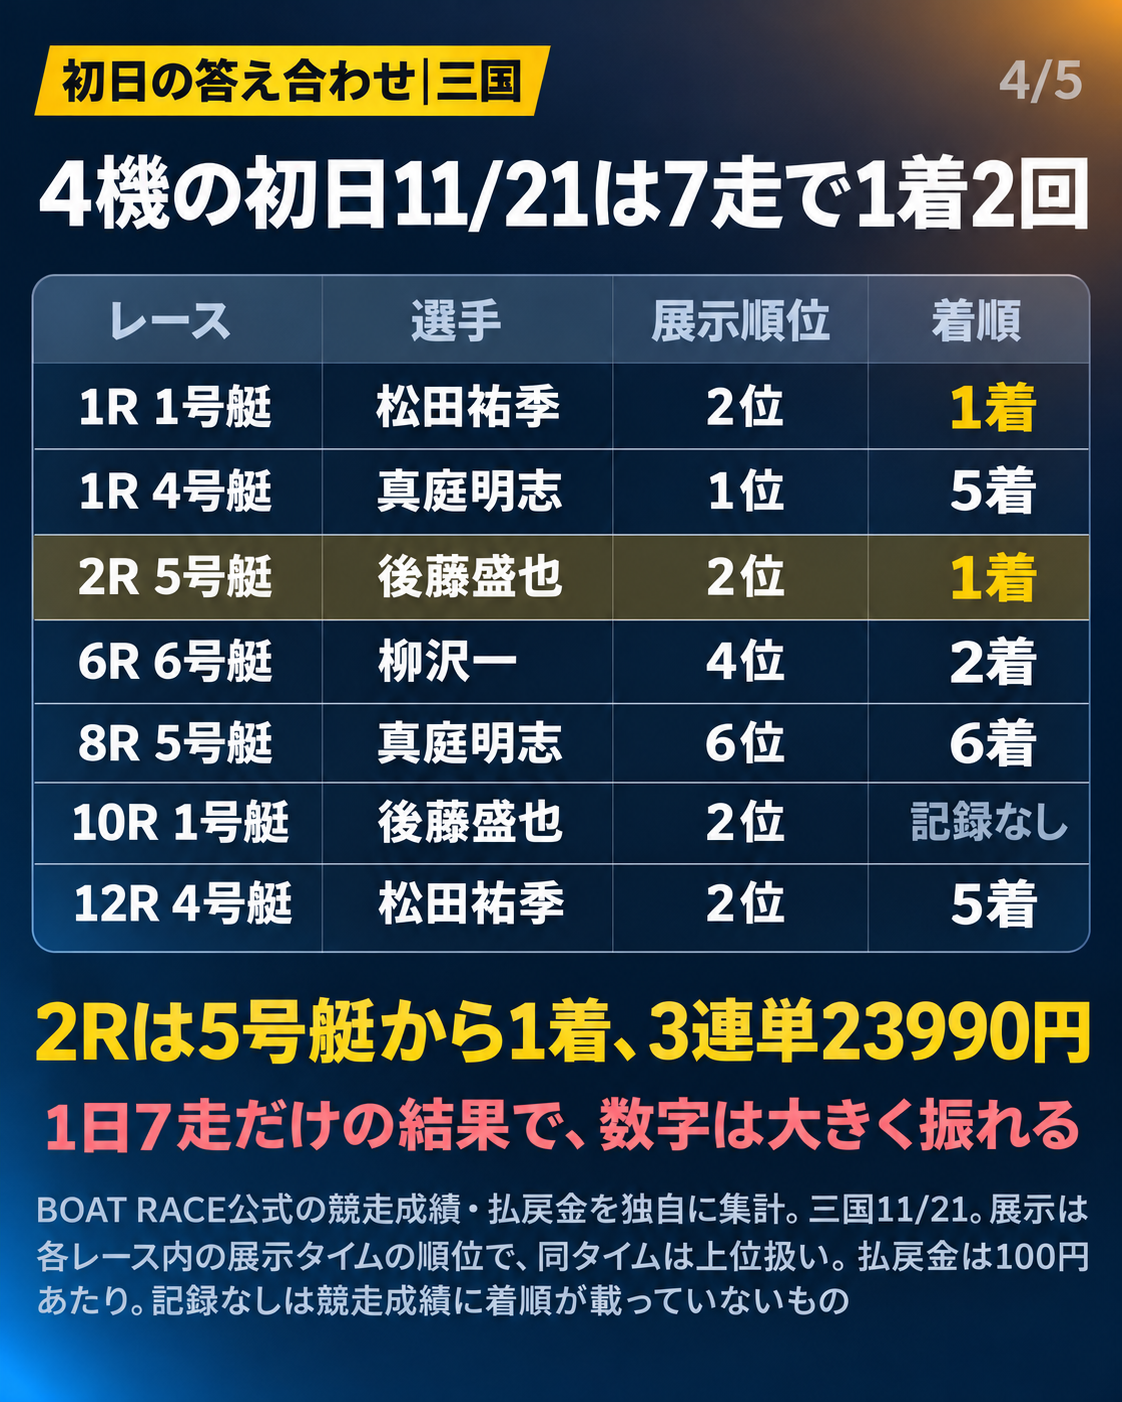 初日の答え合わせ|三国
4/5
4機の初日11/21は7走で1着2回
レース 選手 展示順位 着順
1R 1号艇 松田祐季 2位 1着
1R 4号艇 真庭明志 1位 5着
2R 5号艇 後藤盛也 2位 1着
6R 6号艇 柳沢一 4位 2着
8R 5号艇 真庭明志 6位 6着
10R 1号艇 後藤盛也 2位 記録なし
12R 4号艇 松田祐季 2位 5着
2Rは5号艇から1着、3連単23990円
1日7走だけの結果で、数字は大きく振れる
BOAT RACE公式の競走成績・払戻金を独自に集計。三国11/21。展示は
各レース内の展示タイムの順位で、同タイムは上位扱い。払戻金は100円
あたり。記録なしは競走成績に着順が載っていないもの